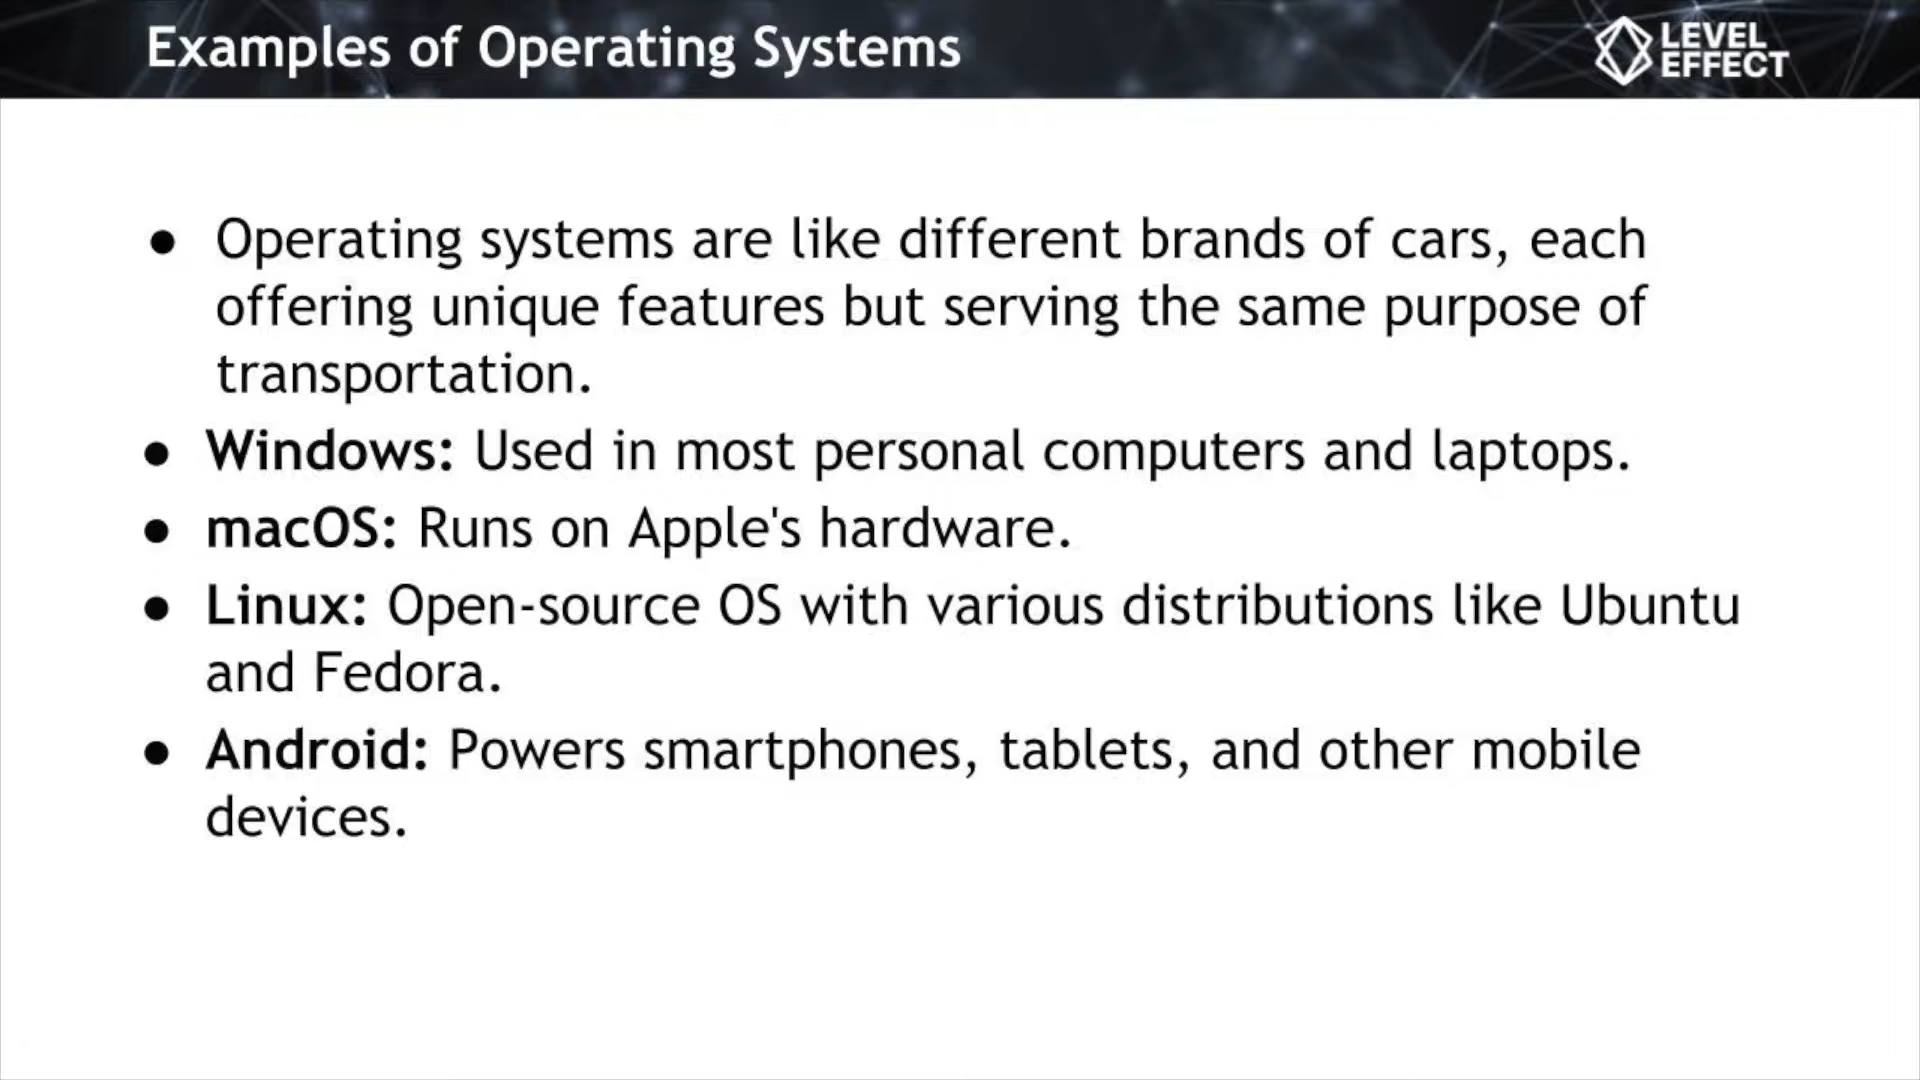 Examples of Operating Systems
LEVEL
EFFECT
● Operating systems are like different brands of cars, each
offering unique features but serving the same purpose of
transportation.
● Windows: Used in most personal computers and laptops.
● macOS: Runs on Apple's hardware.
● Linux: Open-source OS with various distributions like Ubuntu
and Fedora.
● Android: Powers smartphones, tablets, and other mobile
devices.